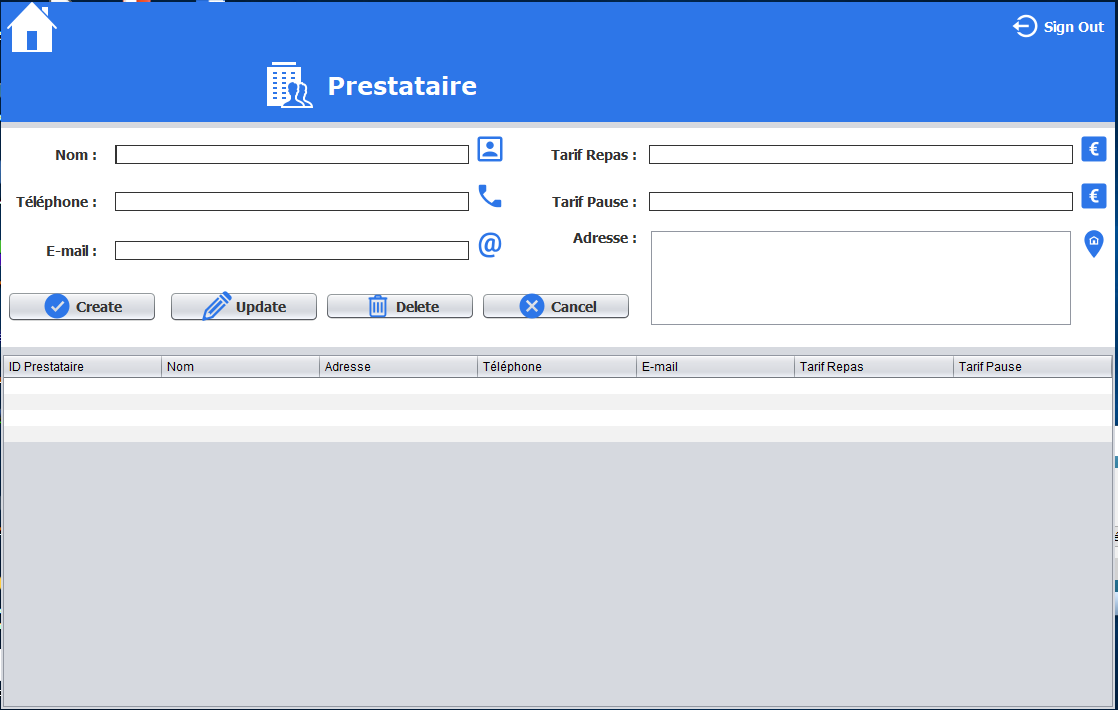 Sign Out
Prestataire
Nom :
Tarif Repas :
€
Téléphone :
Tarif Pause :
€
E-mail :
@
Adresse :
Create Update Delete Cancel
ID Prestataire Nom Adresse Téléphone E-mail Tarif Repas Tarif Pause